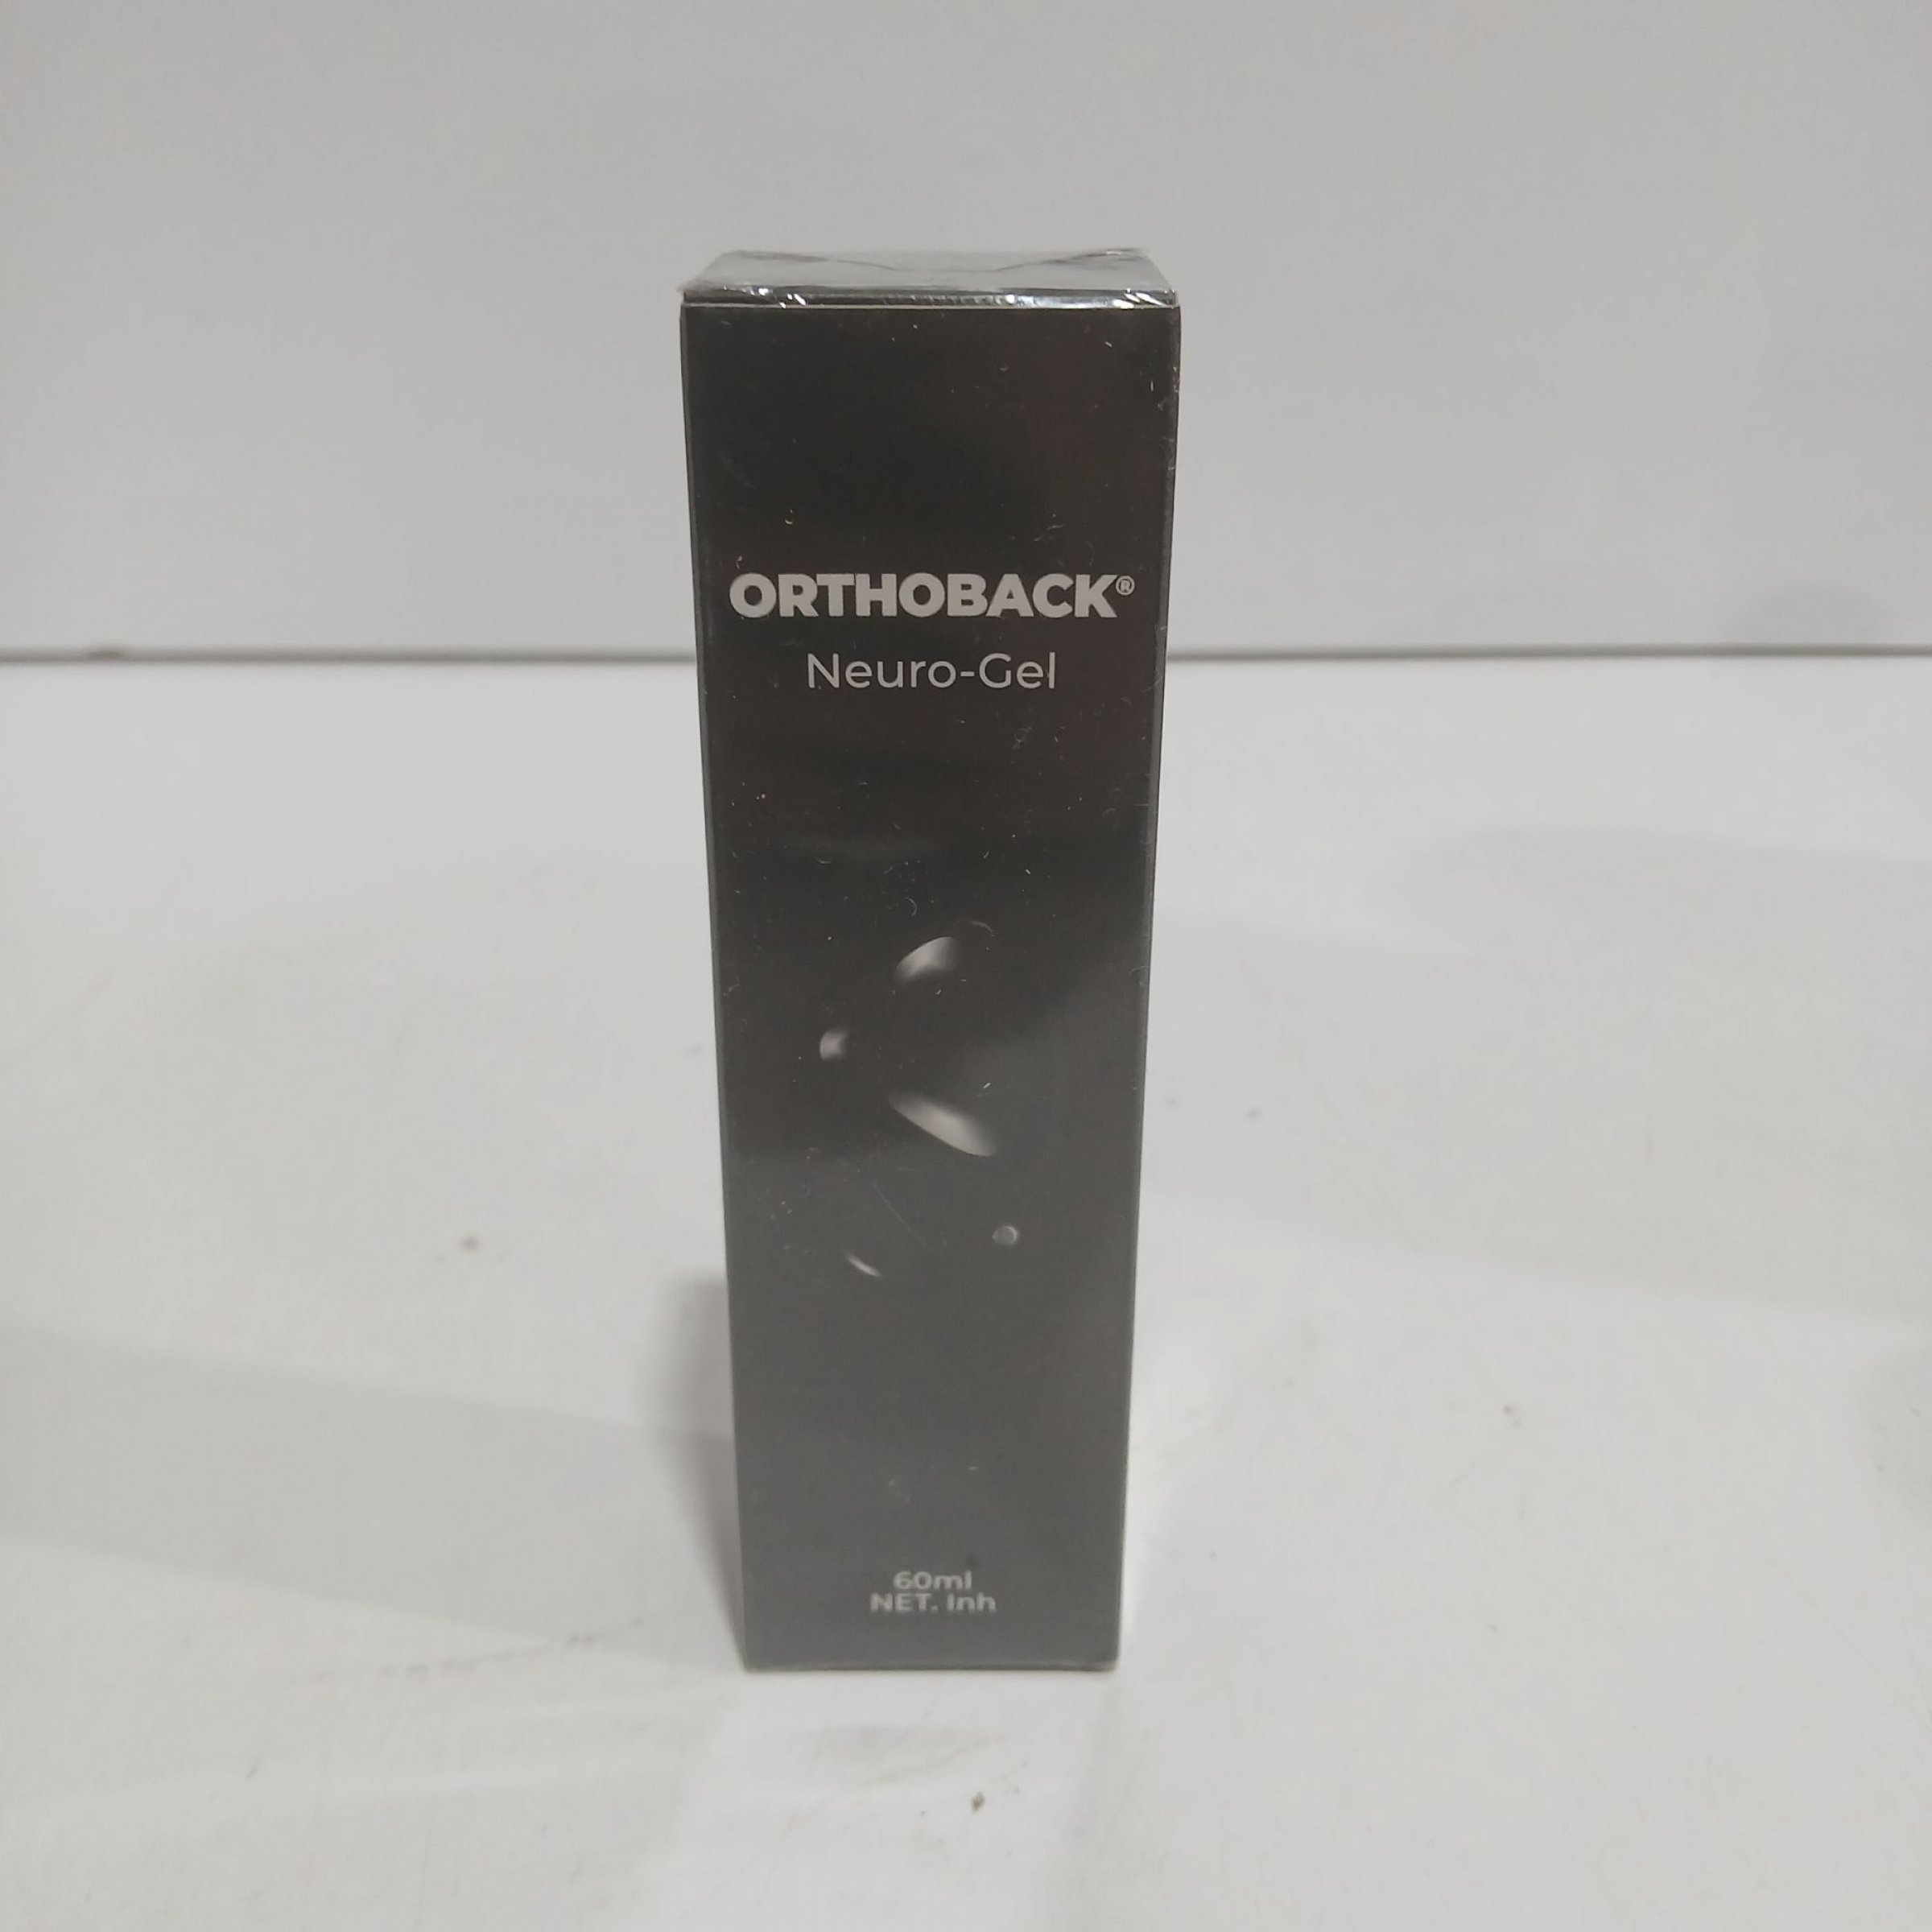 ORTHOBACK®
Neuro-Gel
60ml
NET. Inh